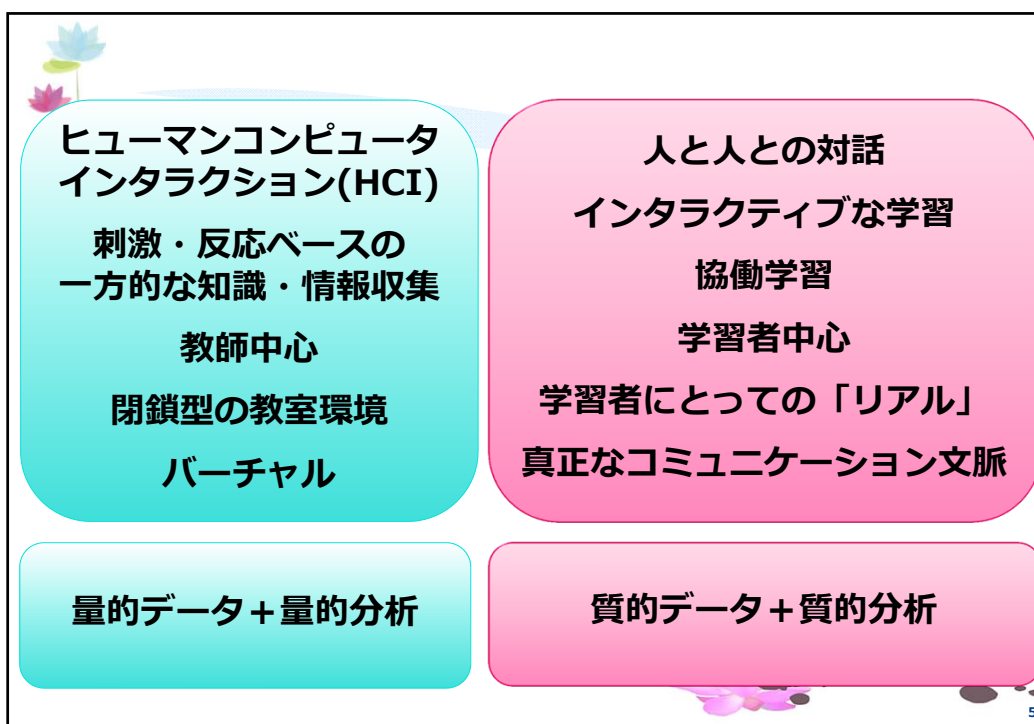 ヒューマンコンピュータ
インタラクション(HCI)
刺激・反応ベースの
一方的な知識・情報収集
教師中心
閉鎖型の教室環境
バーチャル
人と人との対話
インタラクティブな学習
協働学習
学習者中心
学習者にとっての「リアル」
真正なコミュニケーション文脈
量的データ＋量的分析
質的データ＋質的分析